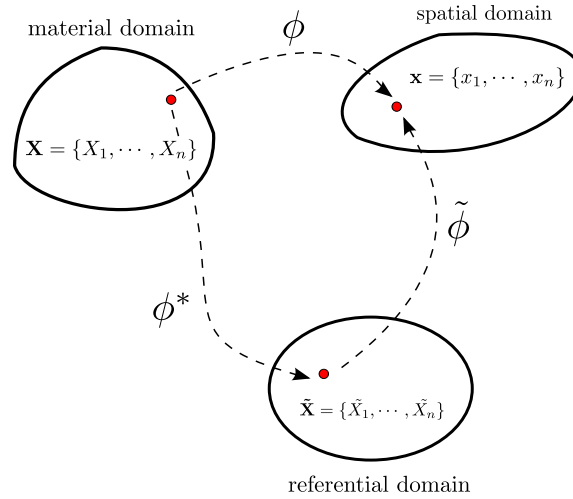 spatial domain
material domain
ϕ
x = {x₁, ⋯ , xₙ}
X = {X₁, ⋯ , Xₙ}
ϕ̃
ϕ*
X̃ = {X̃₁, ⋯ , X̃ₙ}
referential domain